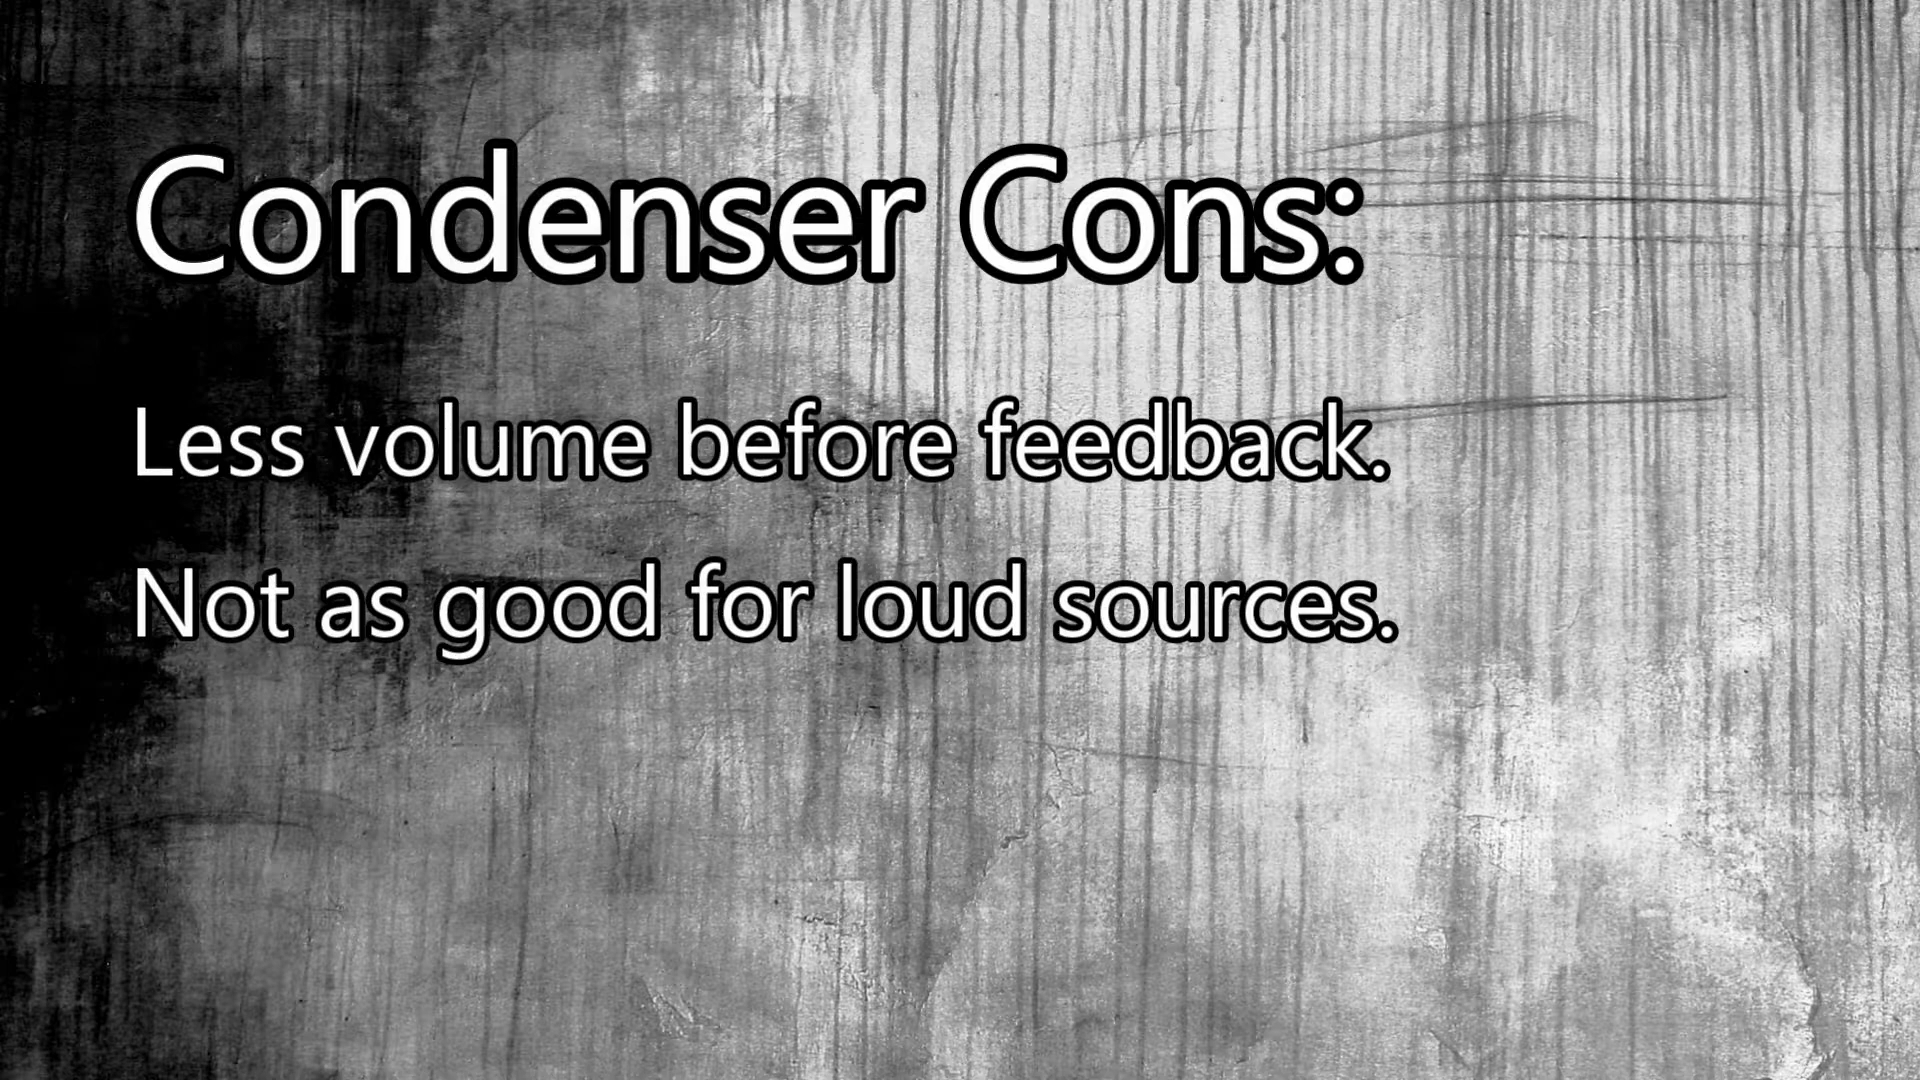 Condenser Cons:
Less volume before feedback.
Not as good for loud sources.